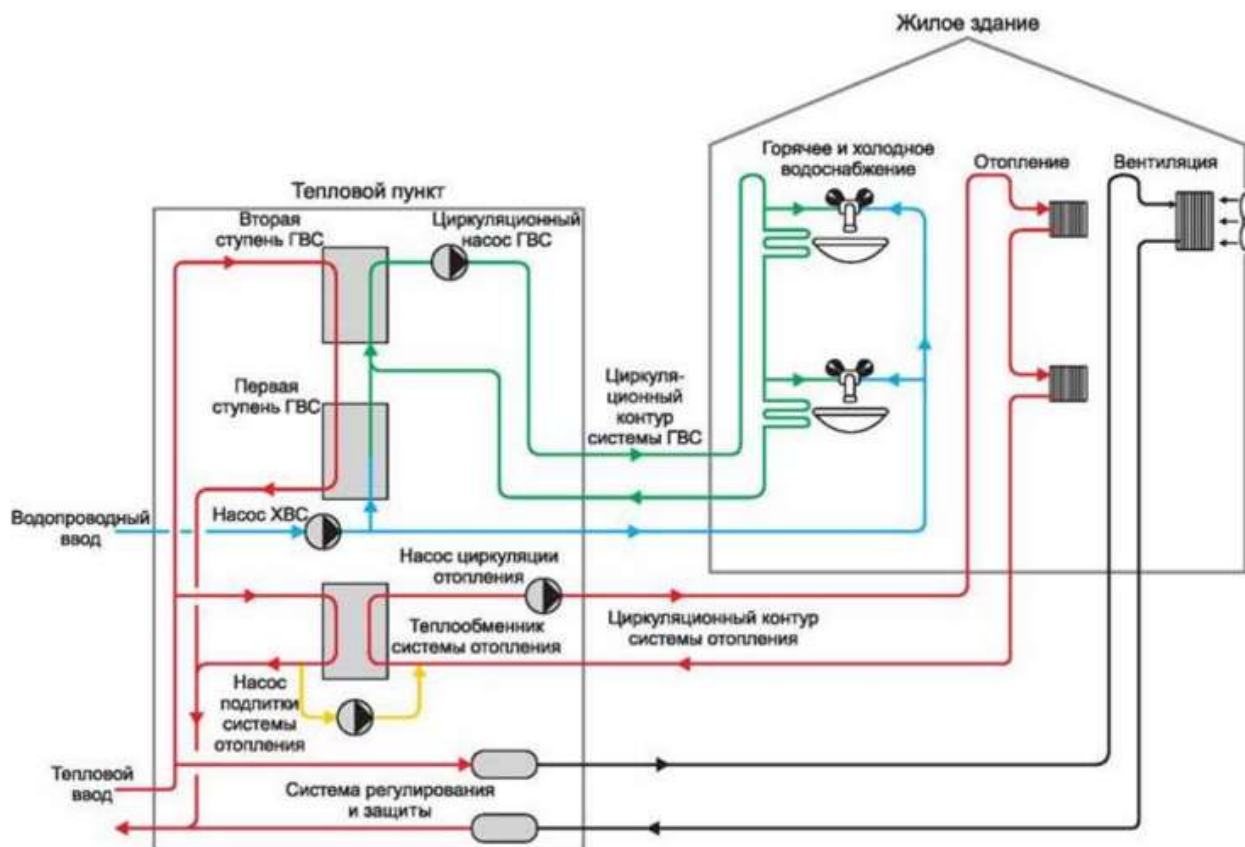 Жилое здание
Горячее и холодное
водоснабжение
Отопление
Вентиляция
Тепловой пункт
Вторая
ступень ГВС
Циркуляционный
насос ГВС
Первая
ступень ГВС
Циркуля-
ционный
контур
системы ГВС
Водопроводный
ввод
Насос ХВС
Насос циркуляции
отопления
Циркуляционный контур
системы отопления
Теплообменник
системы отопления
Насос
подпитки
системы
отопления
Тепловой
ввод
Система регулирования
и защиты